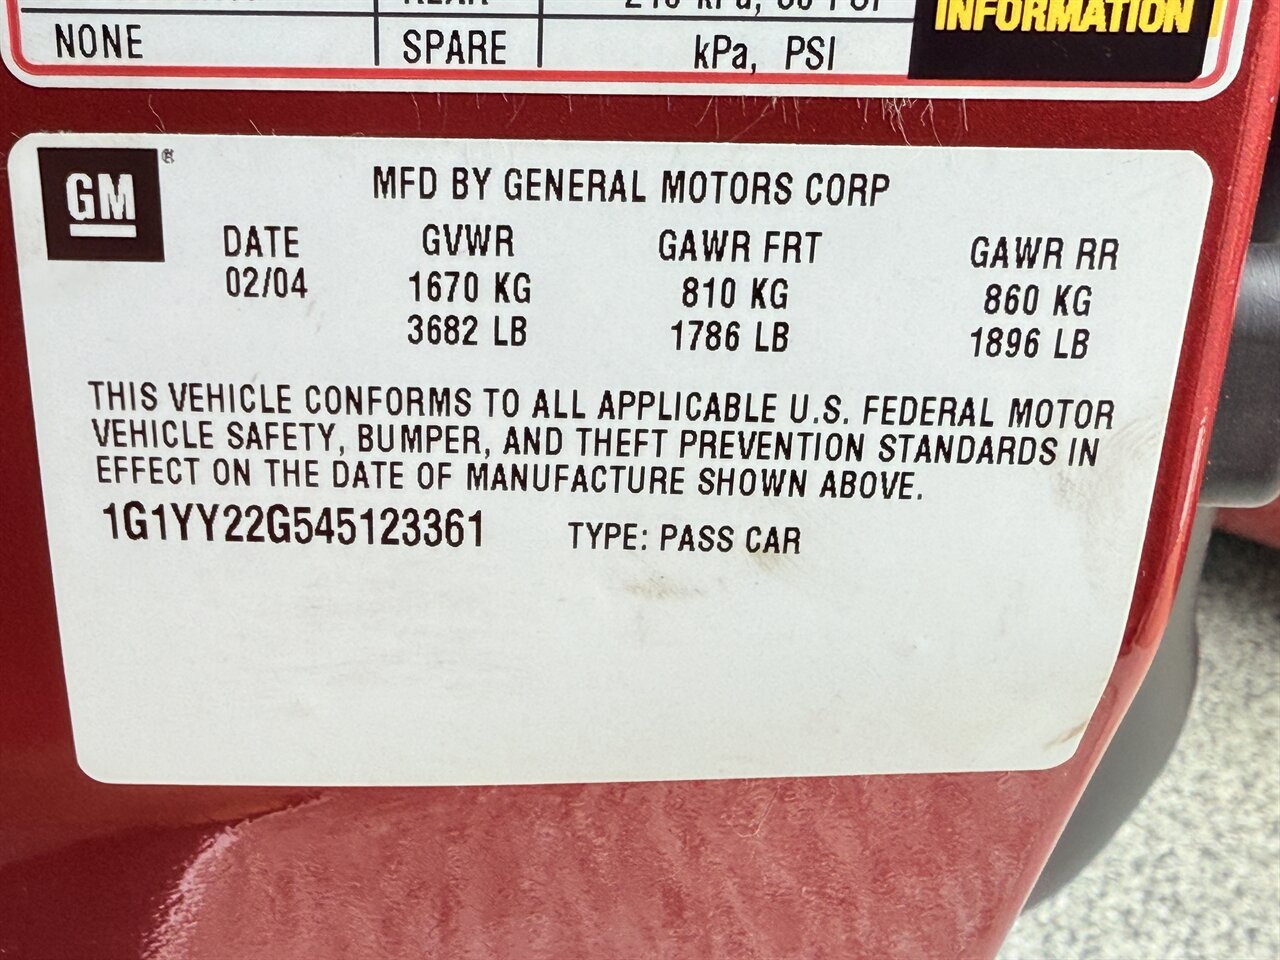 REAR
INFORMATION
NONE SPARE kPa, PSI
GM ®
MFD BY GENERAL MOTORS CORP
DATE GVWR GAWR FRT GAWR RR
02/04 1670 KG 810 KG 860 KG
3682 LB 1786 LB 1896 LB
THIS VEHICLE CONFORMS TO ALL APPLICABLE U.S. FEDERAL MOTOR
VEHICLE SAFETY, BUMPER, AND THEFT PREVENTION STANDARDS IN
EFFECT ON THE DATE OF MANUFACTURE SHOWN ABOVE.
1G1YY22G545123361 TYPE: PASS CAR